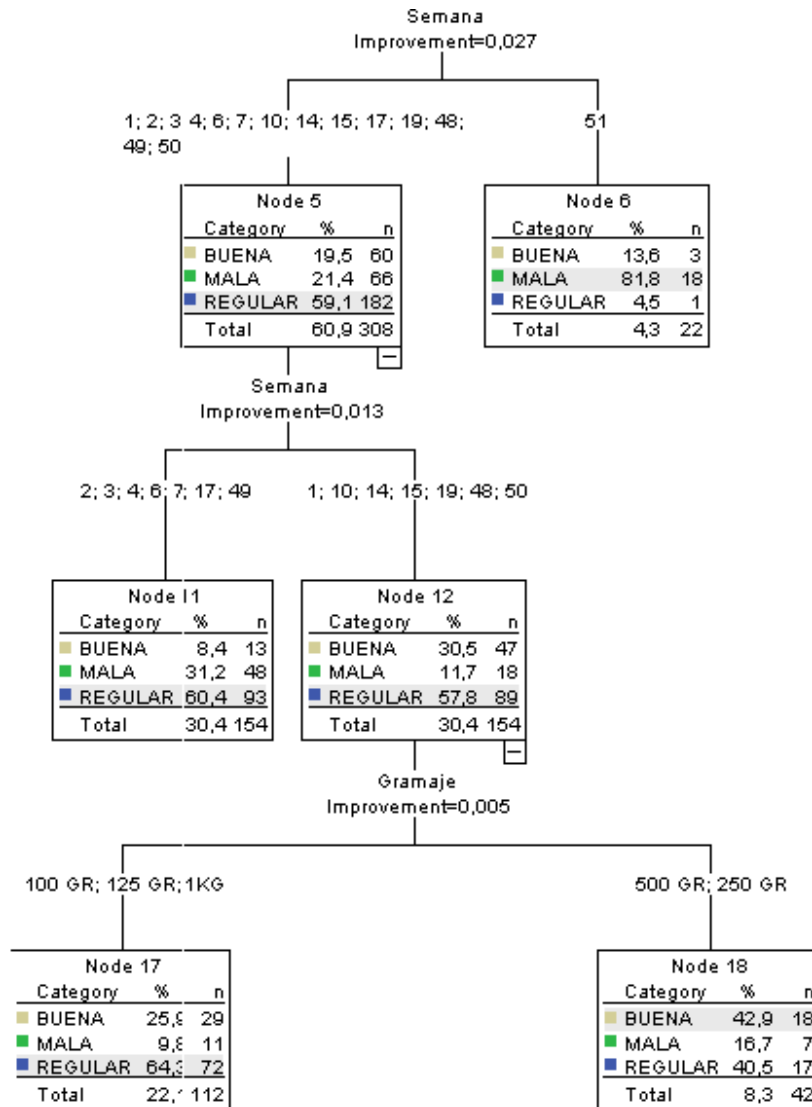 Semana
Improvement=0,027
1; 2; 3 4; 6; 7; 10; 14; 15; 17; 19; 48;
49; 50
51
Node 5
Category % n
BUENA 19,5 60
MALA 21,4 66
REGULAR 59,1 182
Total 60,9 308
Node 6
Category % n
BUENA 13,6 3
MALA 81,8 18
REGULAR 4,5 1
Total 4,3 22
Semana
Improvement=0,013
2; 3; 4; 6; 7; 17; 49
1; 10; 14; 15; 19; 48; 50
Node 11
Category % n
BUENA 8,4 13
MALA 31,2 48
REGULAR 60,4 93
Total 30,4 154
Node 12
Category % n
BUENA 30,5 47
MALA 11,7 18
REGULAR 57,8 89
Total 30,4 154
Gramaje
Improvement=0,005
100 GR; 125 GR; 1KG
500 GR; 250 GR
Node 17
Category % n
BUENA 25,9 29
MALA 9,8 11
REGULAR 64,3 72
Total 22,1 112
Node 18
Category % n
BUENA 42,9 18
MALA 16,7 7
REGULAR 40,5 17
Total 8,3 42